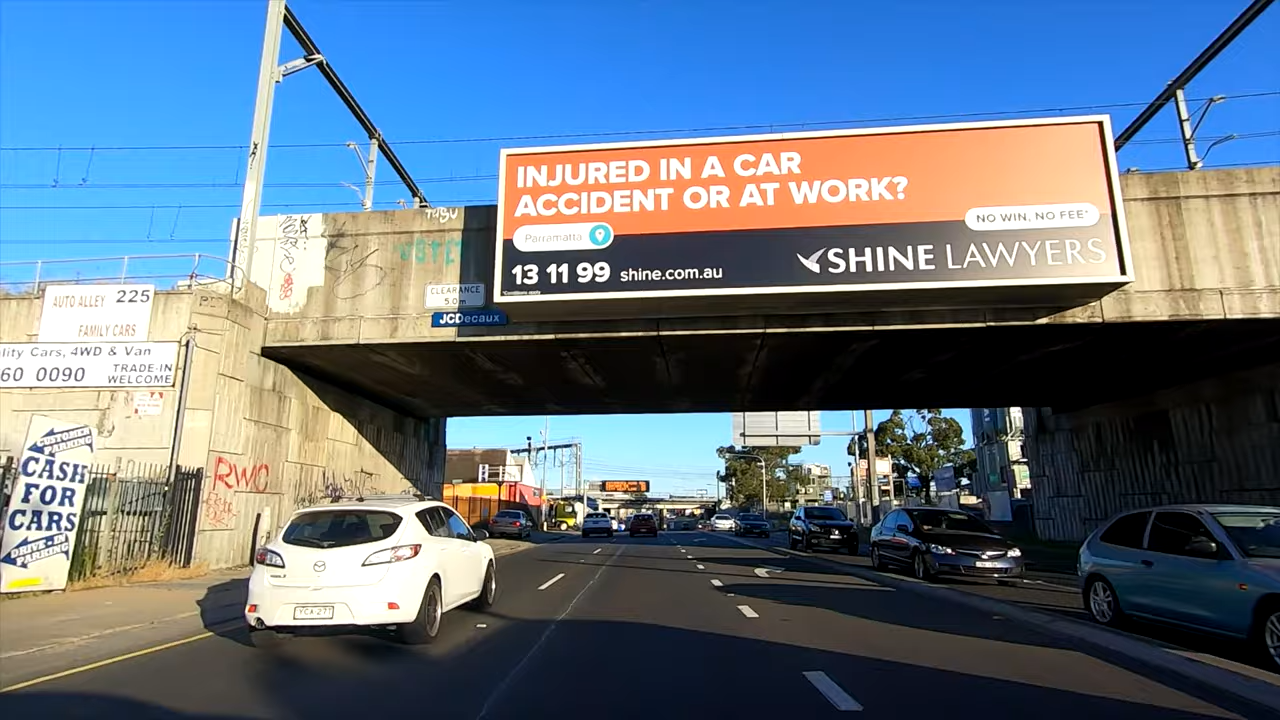 INJURED IN A CAR
ACCIDENT OR AT WORK?
NO WIN, NO FEE*
Parramatta
13 11 99 shine.com.au
SHINE LAWYERS
*Conditions apply
CLEARANCE
5.0m
JCDecaux
AUTO ALLEY 225
FAMILY CARS
lity Cars, 4WD & Van
60 0090 TRADE-IN
WELCOME
CUSTOMER
PARKING
CASH
FOR
CARS
DRIVE-IN
PARKING
RWC